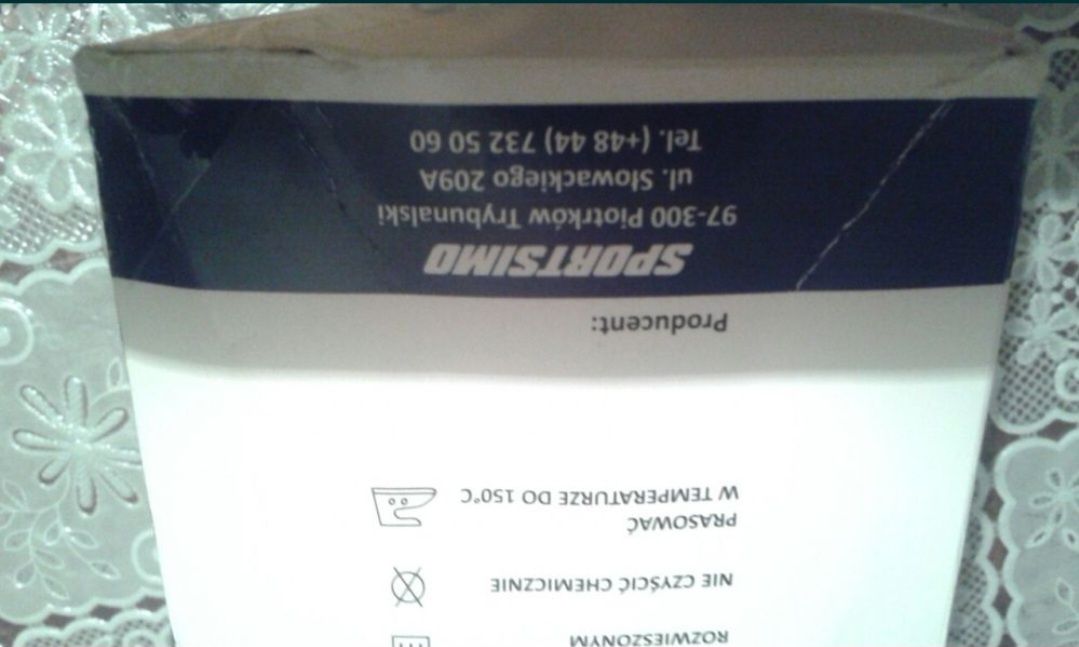 ROZWIESZONYM
NIE CZYŚCIĆ CHEMICZNIE
PRASOWAĆ
W TEMPERATURZE DO 150°C
Producent:
SPORTSIMO
97-300 Piotrków Trybunalski
ul. Słowackiego 209A
Tel. (+48 44) 732 50 60